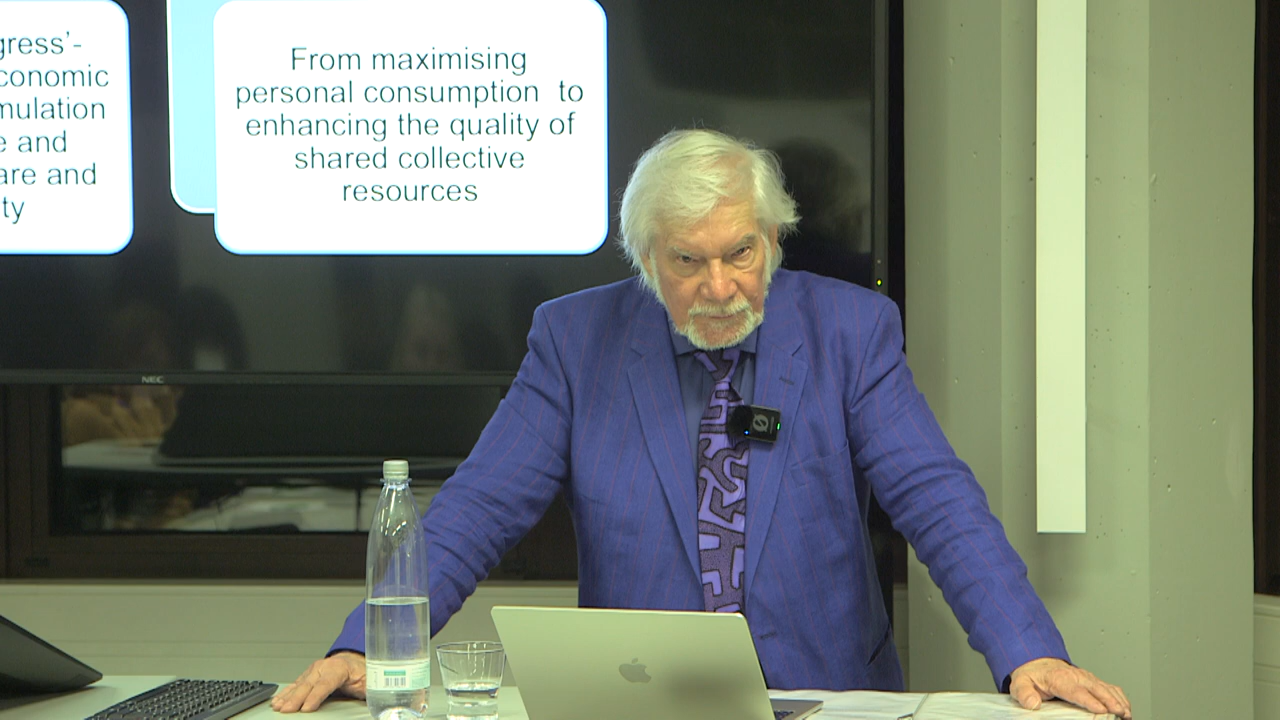 gress'-
conomic
mulation
e and
are and
ty
From maximising
personal consumption to
enhancing the quality of
shared collective
resources
NEC